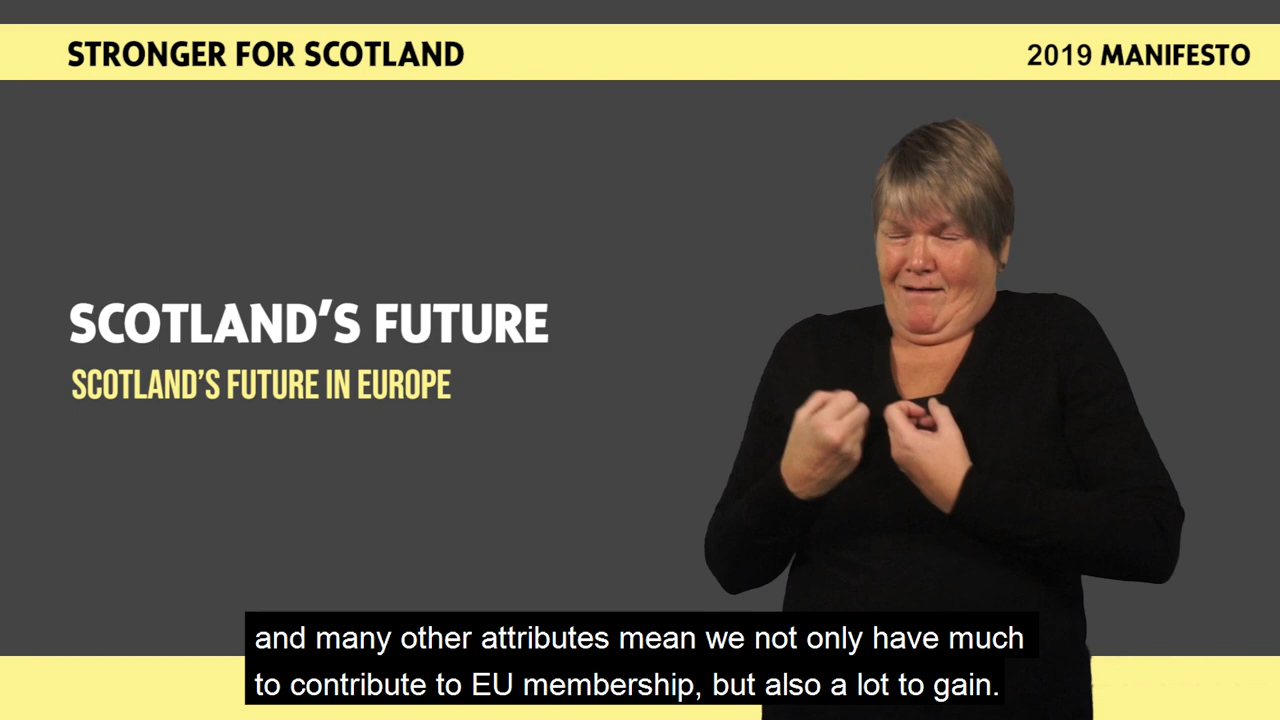 STRONGER FOR SCOTLAND
2019 MANIFESTO
SCOTLAND'S FUTURE
SCOTLAND'S FUTURE IN EUROPE
and many other attributes mean we not only have much
to contribute to EU membership, but also a lot to gain.